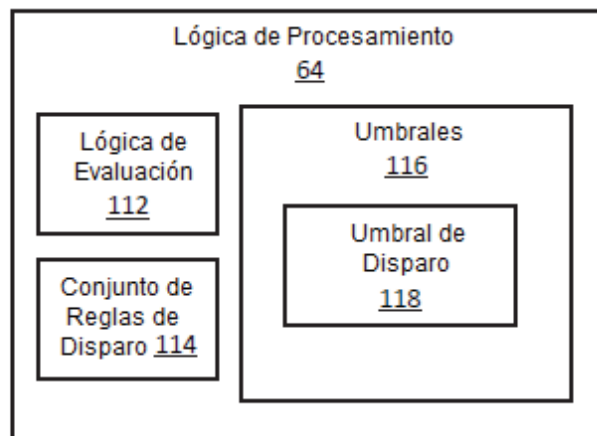 Lógica de Procesamiento
64
Lógica de
Evaluación
112
Conjunto de
Reglas de
Disparo 114
Umbrales
116
Umbral de
Disparo
118